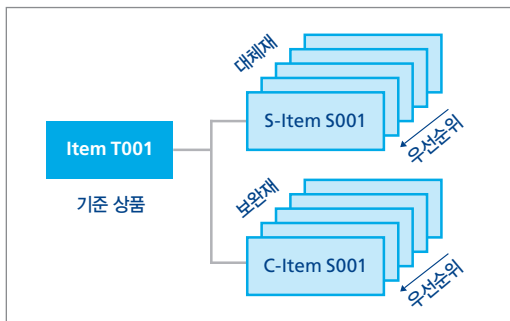 대체재
S-Item S001
우선순위
Item T001
기준 상품
보완재
C-Item S001
우선순위